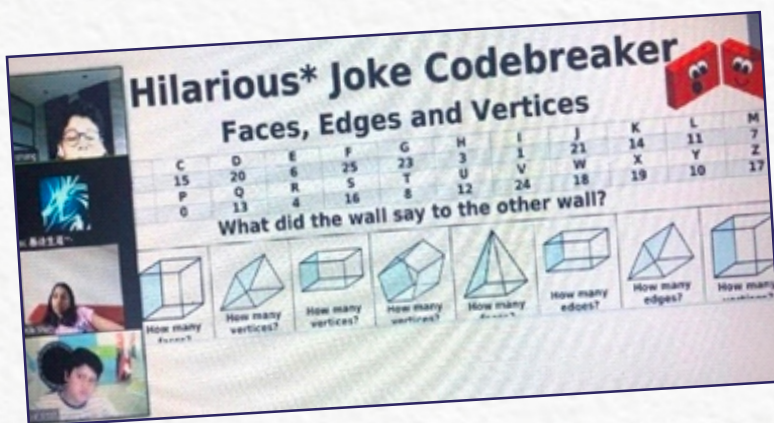 Hilarious* Joke Codebreaker
Faces, Edges and Vertices
C D E F G H I J K L M
15 20 6 25 23 3 1 21 14 11 7
P Q R S T U V W X Y Z
0 13 4 16 8 12 24 18 19 10 17
What did the wall say to the other wall?
How many
How many vertices?
How many vertices?
How many vertices?
How many
How many edges?
How many edges?
How many